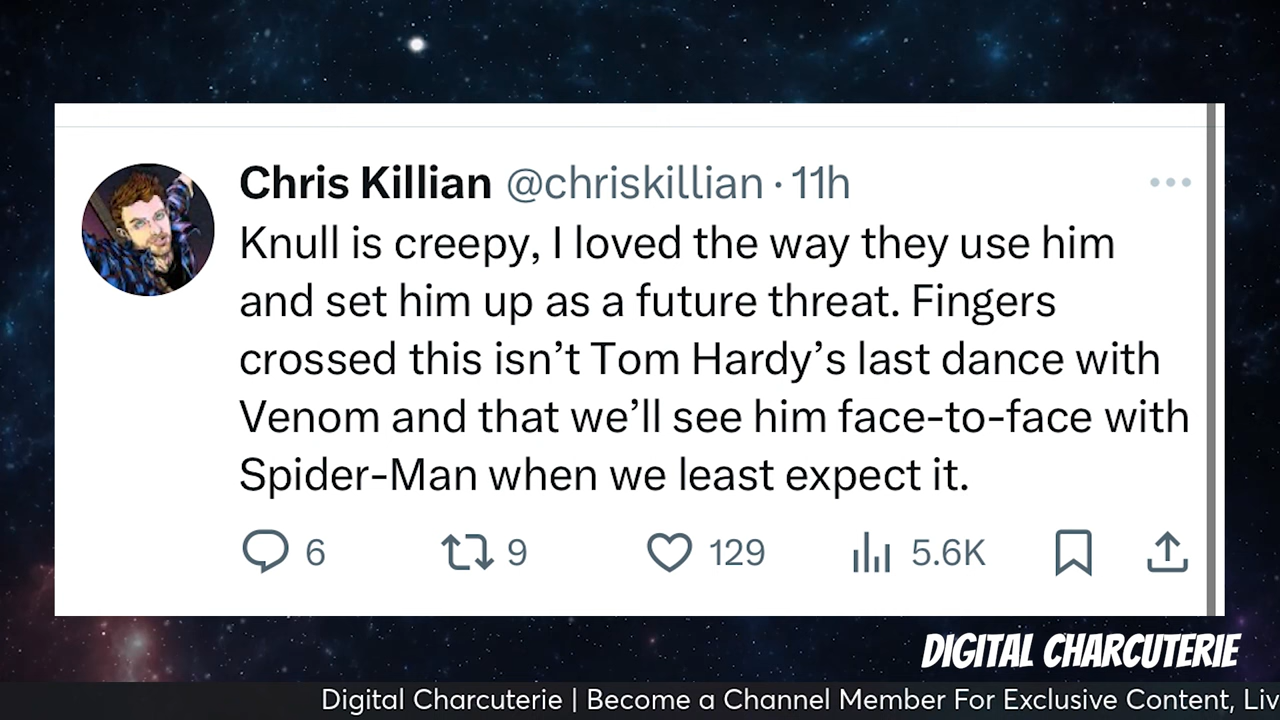 Chris Killian @chriskillian · 11h
Knull is creepy, I loved the way they use him
and set him up as a future threat. Fingers
crossed this isn’t Tom Hardy’s last dance with
Venom and that we’ll see him face-to-face with
Spider-Man when we least expect it.
6 9 129 5.6K
DIGITAL CHARCUTERIE
Digital Charcuterie | Become a Channel Member For Exclusive Content, Liv